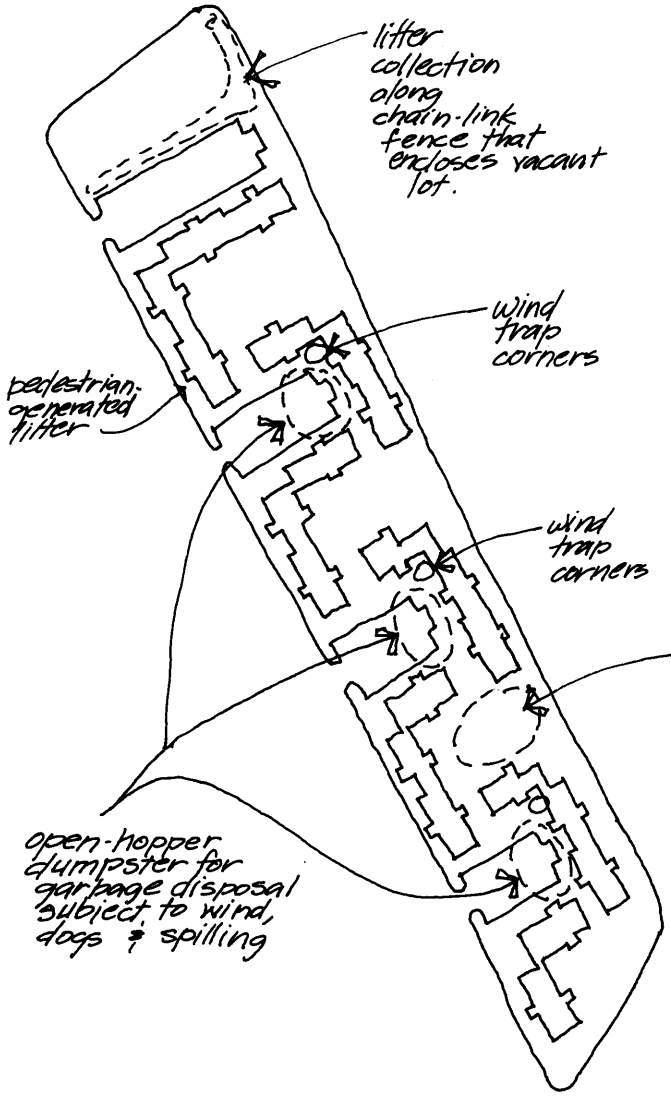 litter
collection
along
chain-link
fence that
encloses vacant
lot.
wind
trap
corners
pedestrian-
generated
litter
wind
trap
corners
open-hopper
dumpster for
garbage disposal
subject to wind,
dogs & spilling